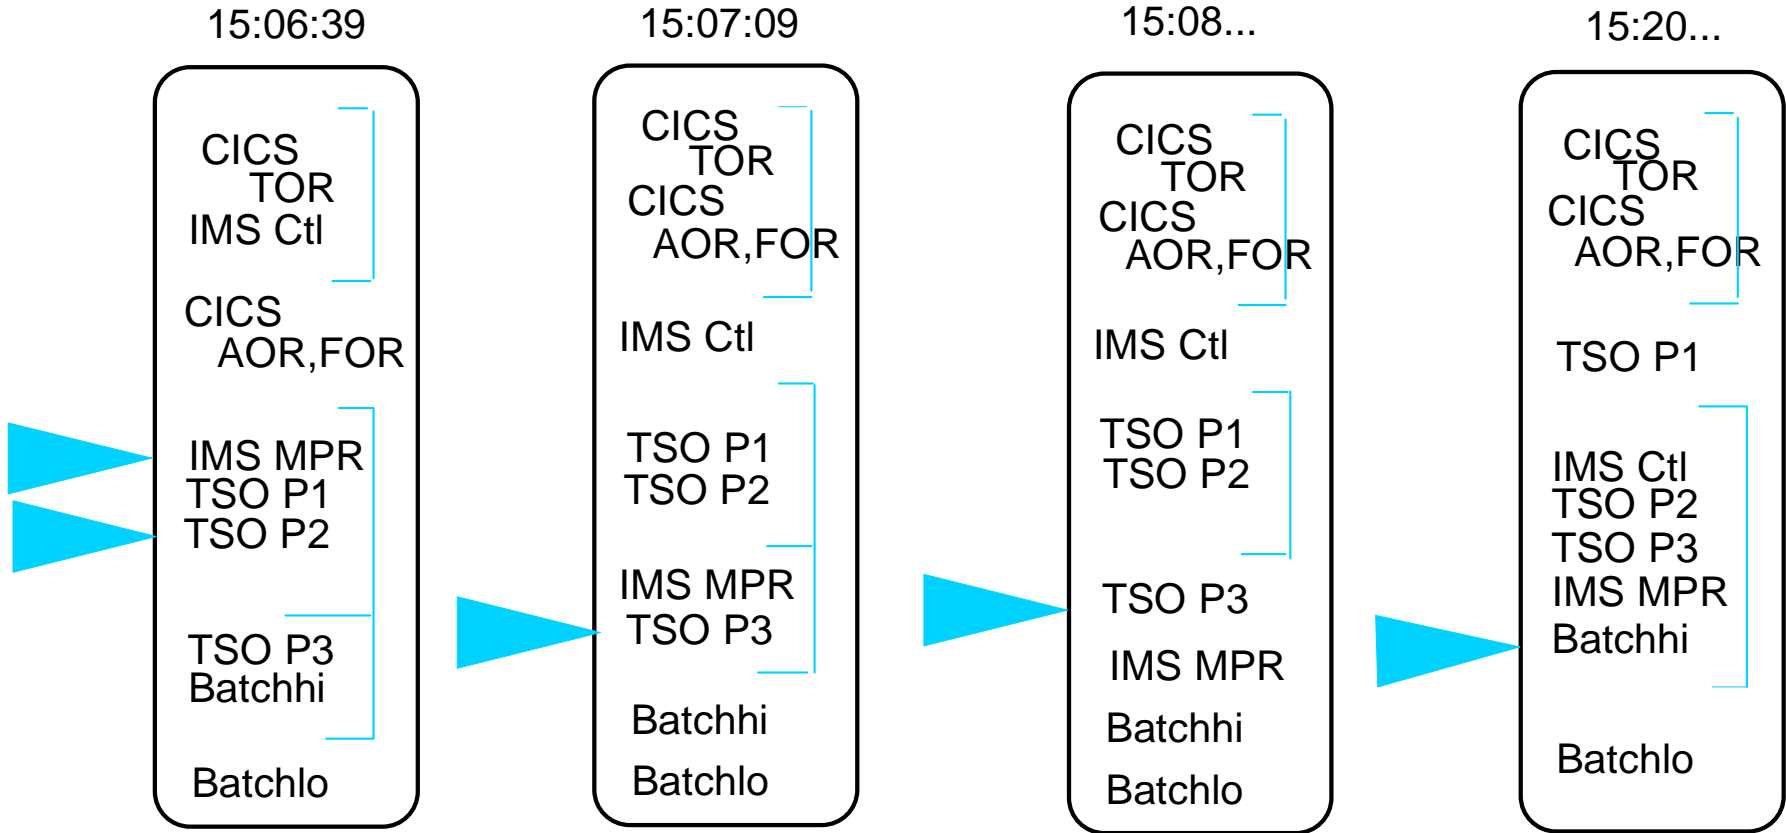 15:06:39
CICS
TOR
IMS Ctl
CICS
AOR,FOR
IMS MPR
TSO P1
TSO P2
TSO P3
Batchhi
Batchlo
15:07:09
CICS
TOR
CICS
AOR,FOR
IMS Ctl
TSO P1
TSO P2
IMS MPR
TSO P3
Batchhi
Batchlo
15:08...
CICS
TOR
CICS
AOR,FOR
IMS Ctl
TSO P1
TSO P2
TSO P3
IMS MPR
Batchhi
Batchlo
15:20...
CICS
TOR
CICS
AOR,FOR
TSO P1
IMS Ctl
TSO P2
TSO P3
IMS MPR
Batchhi
Batchlo